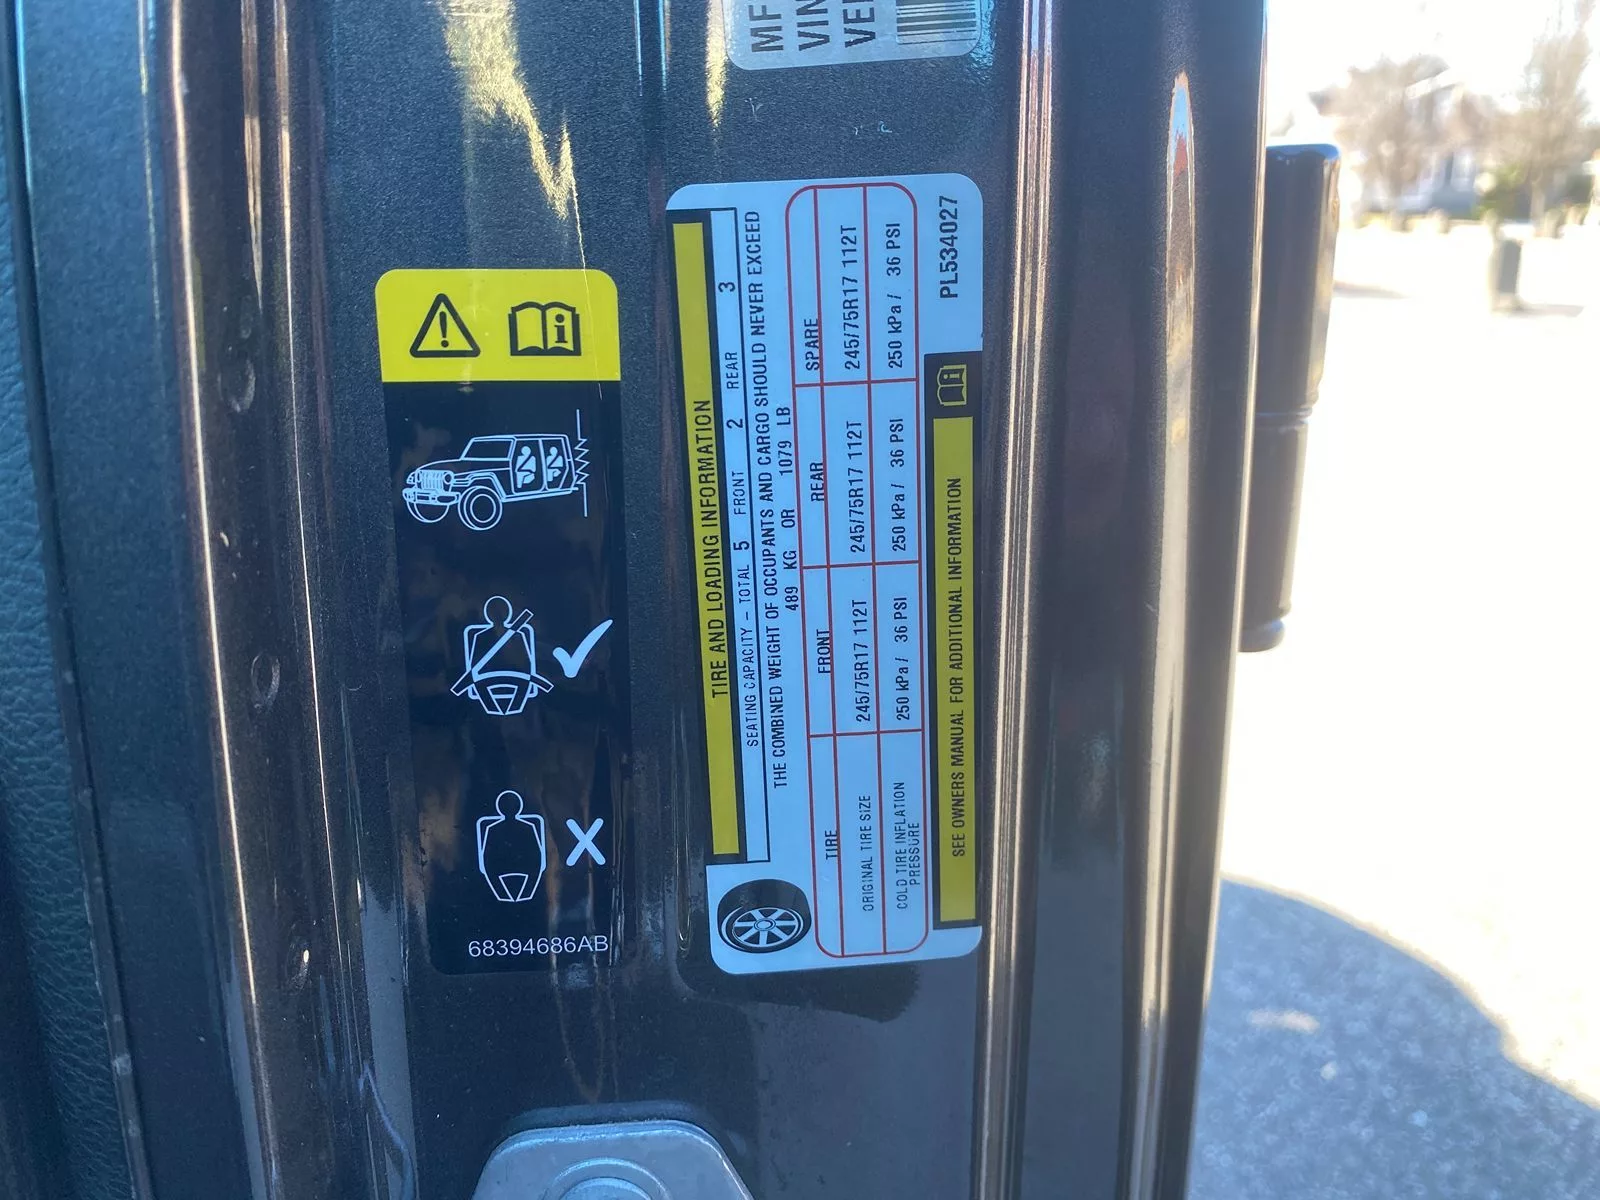 MF
VIN
VE
68394686AB
TIRE AND LOADING INFORMATION
SEATING CAPACITY – TOTAL 5 FRONT 2 REAR 3
THE COMBINED WEIGHT OF OCCUPANTS AND CARGO SHOULD NEVER EXCEED
489 KG OR 1079 LB
TIRE FRONT REAR SPARE
ORIGINAL TIRE SIZE 245/75R17 112T 245/75R17 112T 245/75R17 112T
COLD TIRE INFLATION PRESSURE 250 kPa / 36 PSI 250 kPa / 36 PSI 250 kPa / 36 PSI
SEE OWNERS MANUAL FOR ADDITIONAL INFORMATION
PL534027